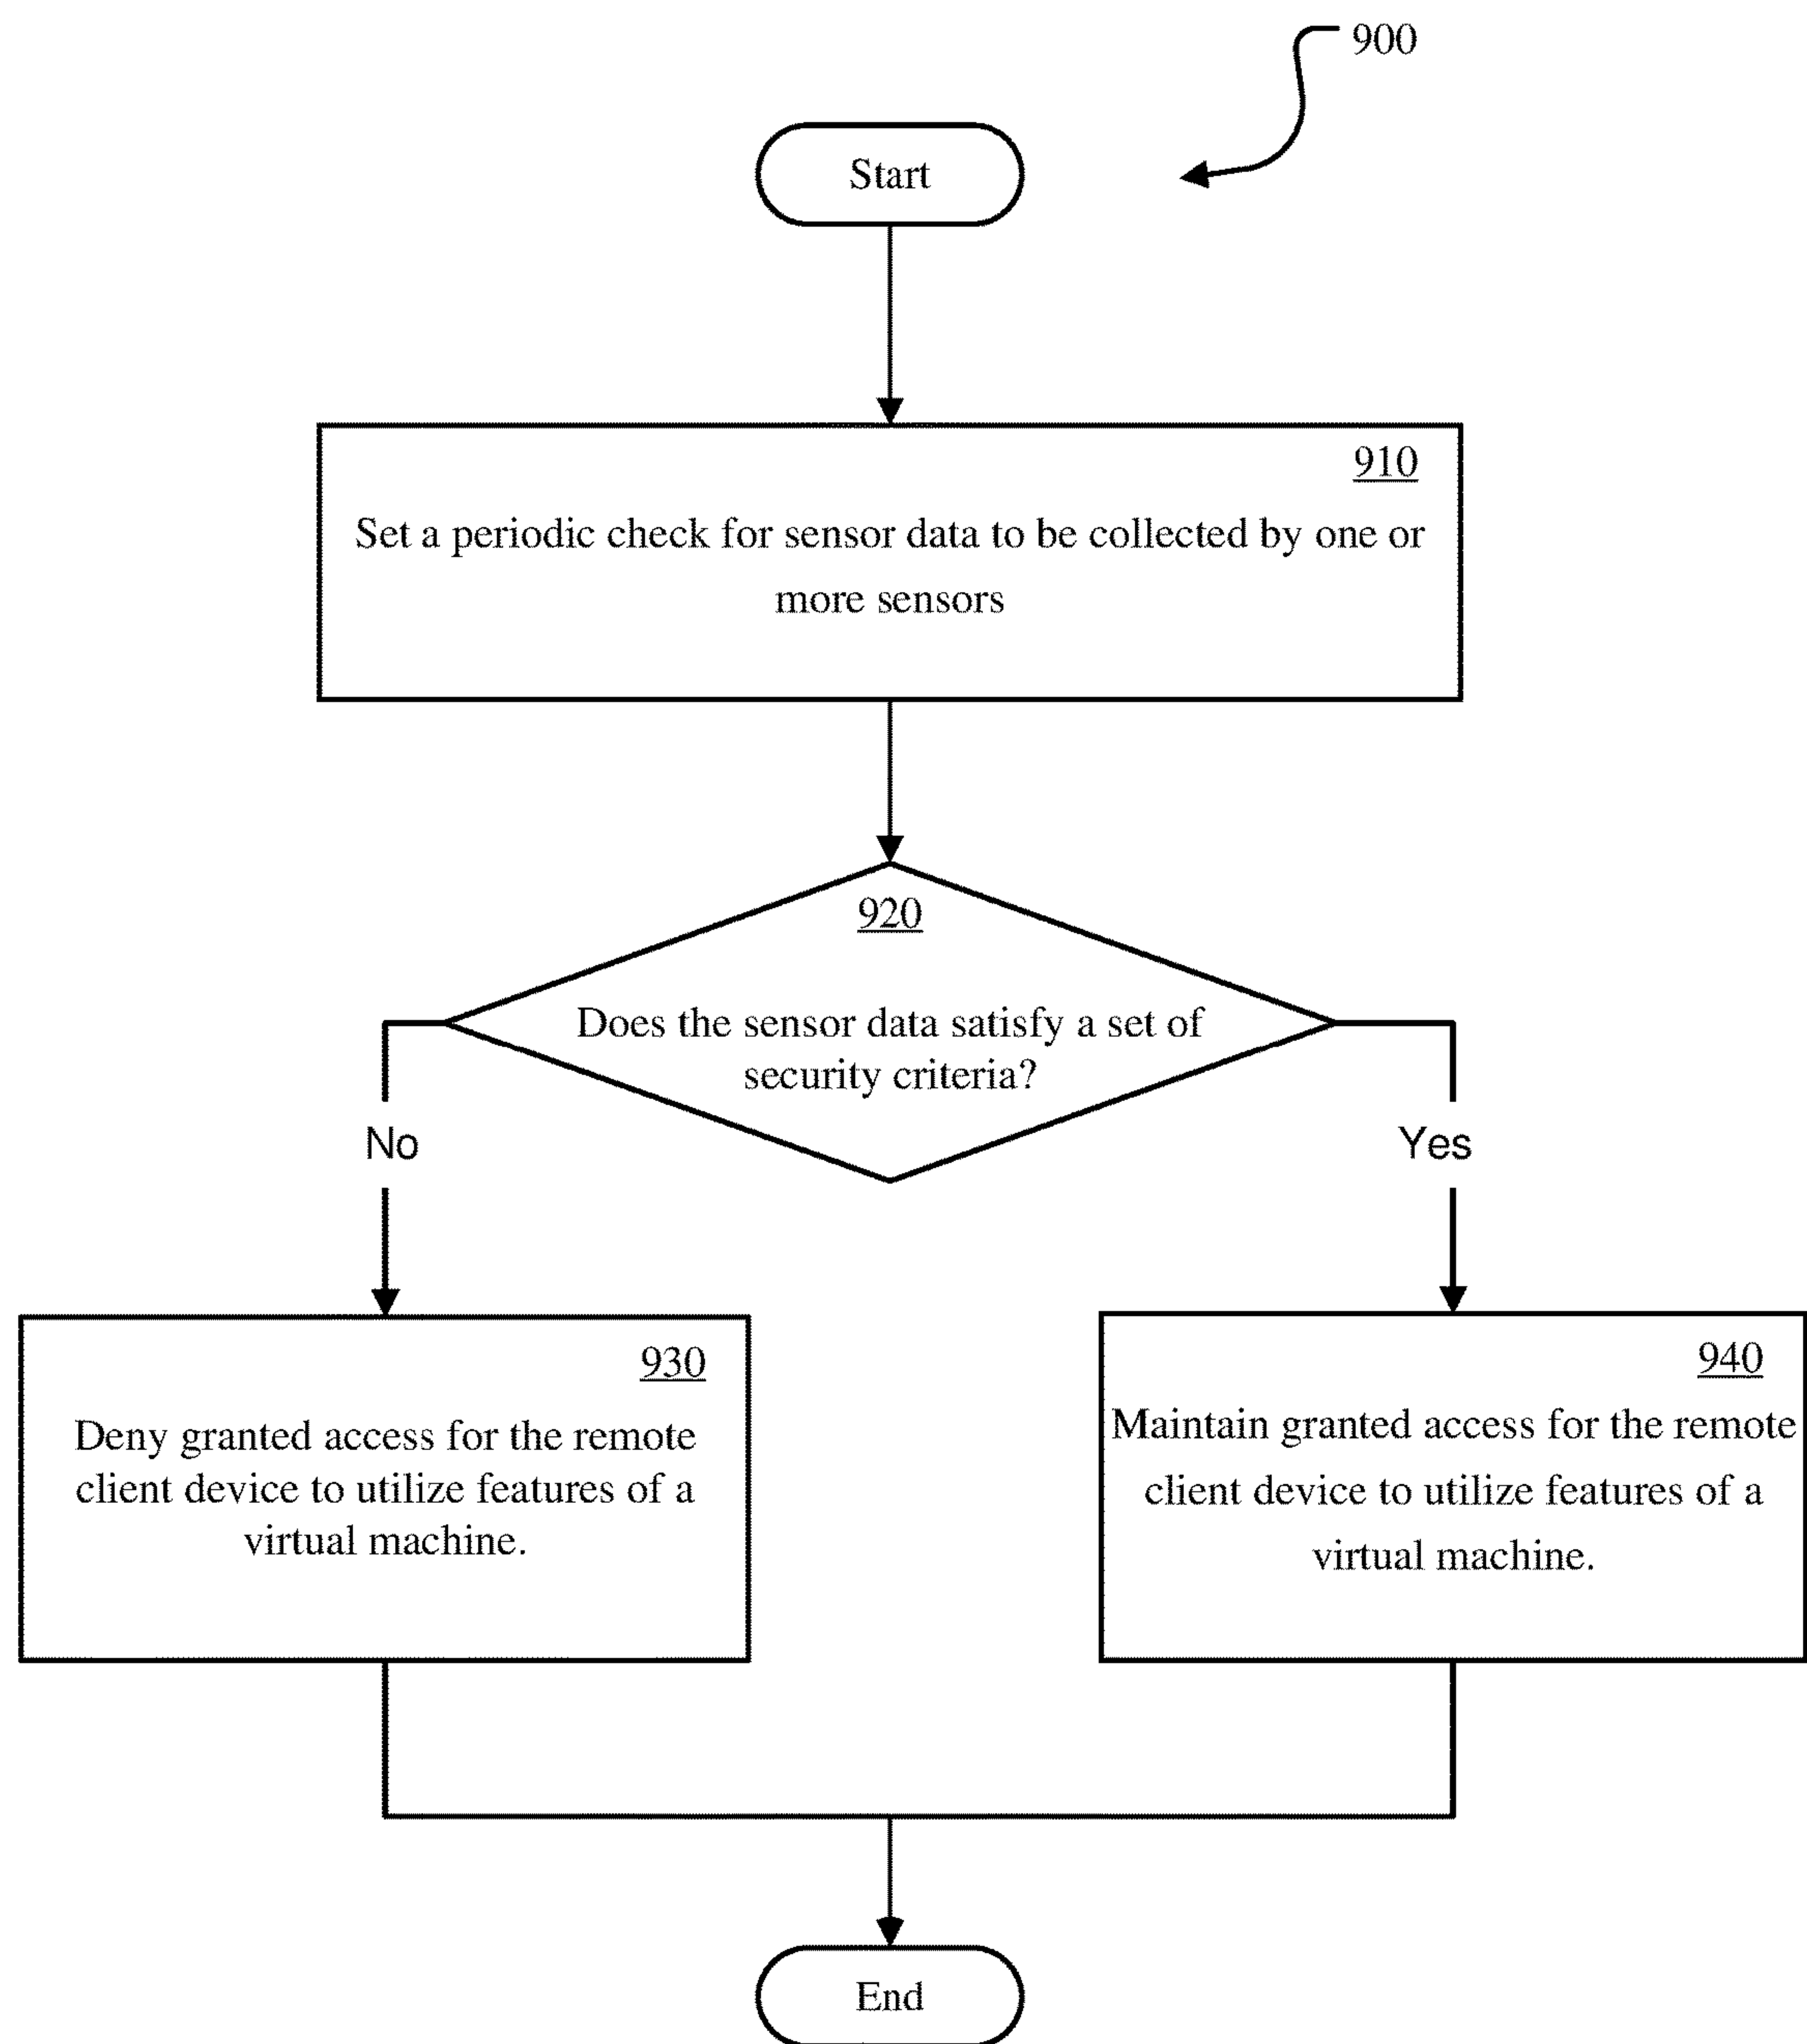 900
Start
910
Set a periodic check for sensor data to be collected by one or
more sensors
920
Does the sensor data satisfy a set of
security criteria?
No
Yes
930
Deny granted access for the remote
client device to utilize features of a
virtual machine.
940
Maintain granted access for the remote
client device to utilize features of a
virtual machine.
End